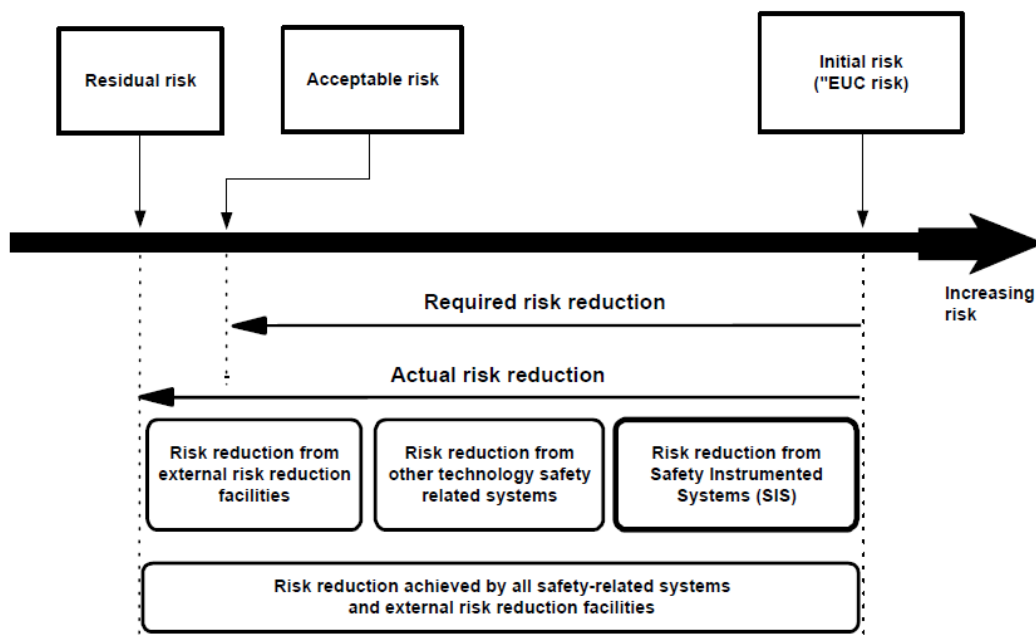 Residual risk
Acceptable risk
Initial risk
("EUC risk)
Increasing
risk
Required risk reduction
Actual risk reduction
Risk reduction from
external risk reduction
facilities
Risk reduction from
other technology safety
related systems
Risk reduction from
Safety Instrumented
Systems (SIS)
Risk reduction achieved by all safety-related systems
and external risk reduction facilities